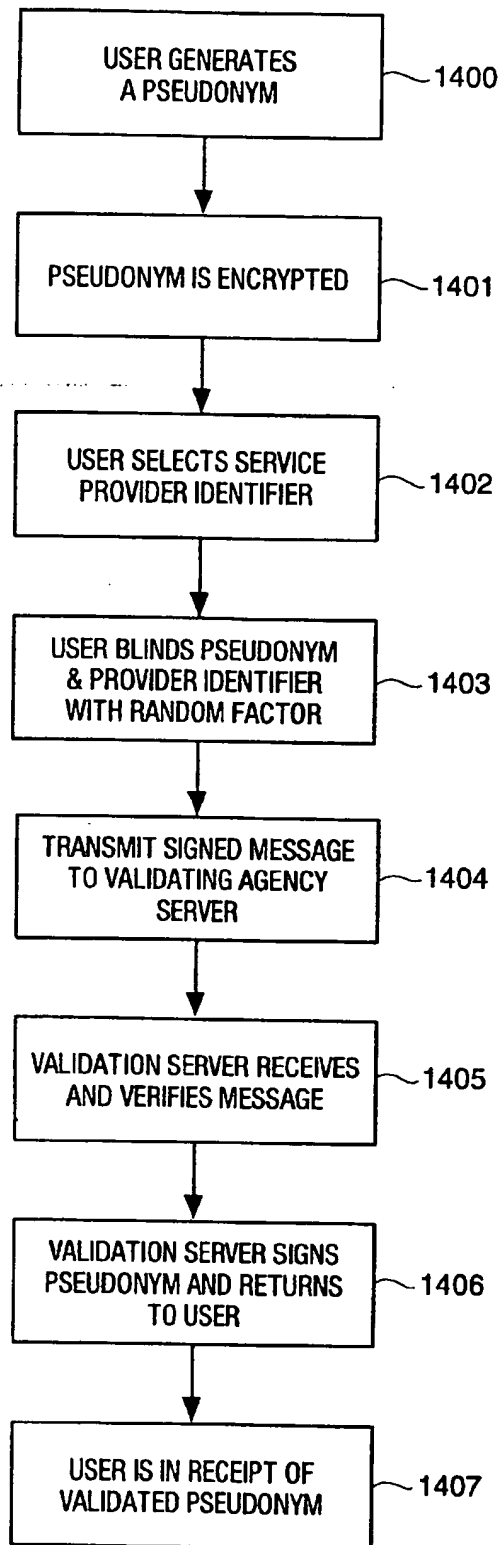 USER GENERATES
A PSEUDONYM
1400
PSEUDONYM IS ENCRYPTED
1401
USER SELECTS SERVICE
PROVIDER IDENTIFIER
1402
USER BLINDS PSEUDONYM
& PROVIDER IDENTIFIER
WITH RANDOM FACTOR
1403
TRANSMIT SIGNED MESSAGE
TO VALIDATING AGENCY
SERVER
1404
VALIDATION SERVER RECEIVES
AND VERIFIES MESSAGE
1405
VALIDATION SERVER SIGNS
PSEUDONYM AND RETURNS
TO USER
1406
USER IS IN RECEIPT OF
VALIDATED PSEUDONYM
1407